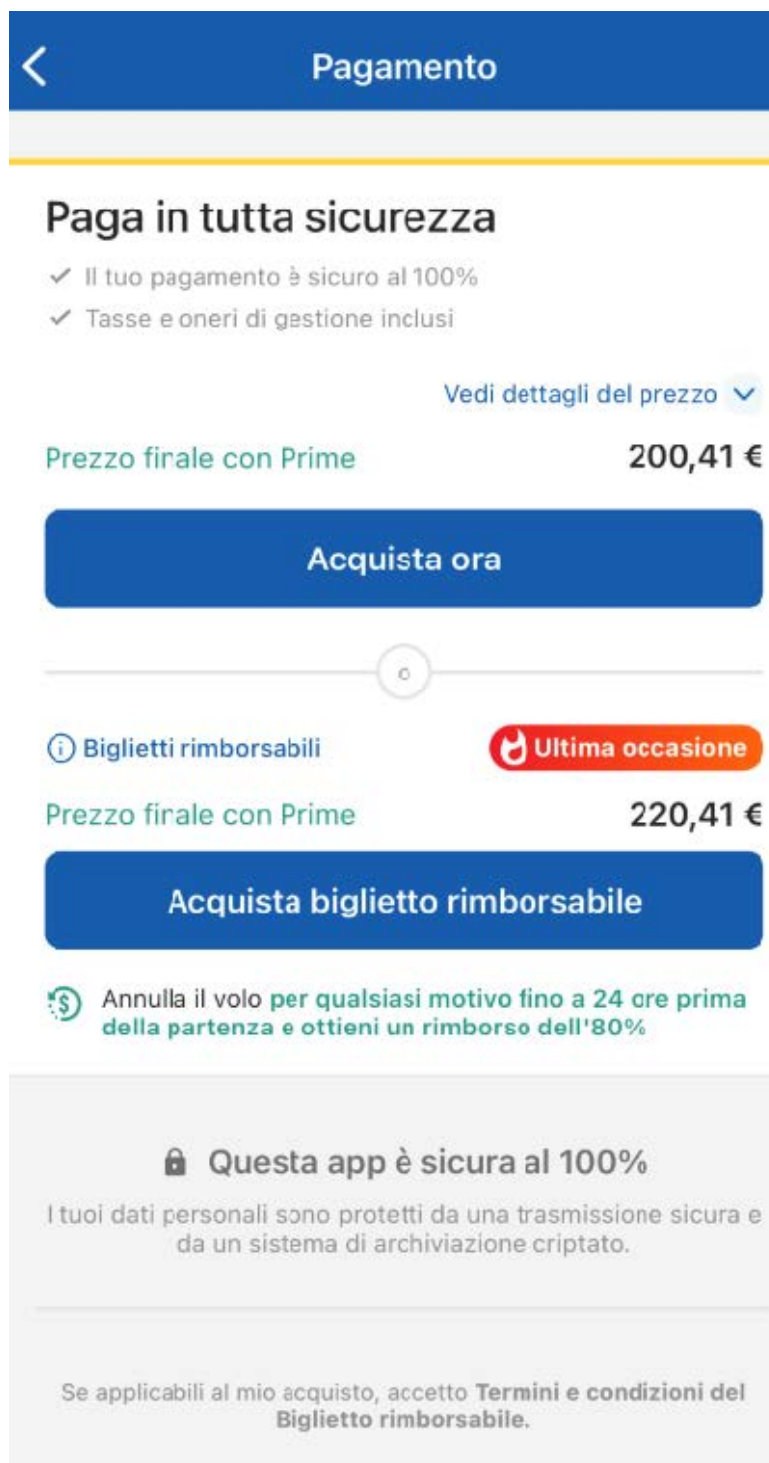 Pagamento
Paga in tutta sicurezza
Il tuo pagamento è sicuro al 100%
Tasse e oneri di gestione inclusi
Vedi dettagli del prezzo
Prezzo finale con Prime 200,41 €
Acquista ora
o
Biglietti rimborsabili Ultima occasione
Prezzo finale con Prime 220,41 €
Acquista biglietto rimborsabile
Annulla il volo per qualsiasi motivo fino a 24 ore prima
della partenza e ottieni un rimborso dell'80%
Questa app è sicura al 100%
I tuoi dati personali sono protetti da una trasmissione sicura e
da un sistema di archiviazione criptato.
Se applicabili al mio acquisto, accetto Termini e condizioni del
Biglietto rimborsabile.